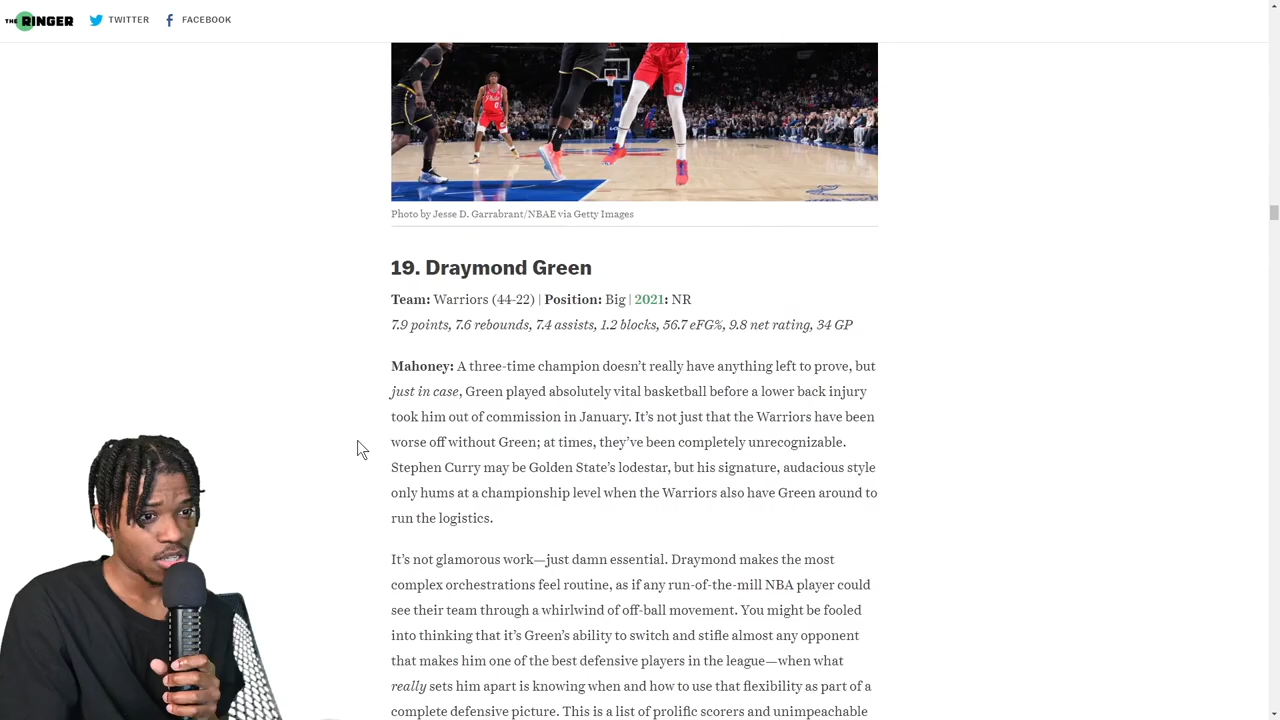 THE RINGER TWITTER FACEBOOK
Photo by Jesse D. Garrabrant/NBAE via Getty Images
19. Draymond Green
Team: Warriors (44-22) | Position: Big | 2021: NR
7.9 points, 7.6 rebounds, 7.4 assists, 1.2 blocks, 56.7 eFG%, 9.8 net rating, 34 GP
Mahoney: A three-time champion doesn’t really have anything left to prove, but
just in case, Green played absolutely vital basketball before a lower back injury
took him out of commission in January. It’s not just that the Warriors have been
worse off without Green; at times, they’ve been completely unrecognizable.
Stephen Curry may be Golden State’s lodestar, but his signature, audacious style
only hums at a championship level when the Warriors also have Green around to
run the logistics.
It’s not glamorous work—just damn essential. Draymond makes the most
complex orchestrations feel routine, as if any run-of-the-mill NBA player could
see their team through a whirlwind of off-ball movement. You might be fooled
into thinking that it’s Green’s ability to switch and stifle almost any opponent
that makes him one of the best defensive players in the league—when what
really sets him apart is knowing when and how to use that flexibility as part of a
complete defensive picture. This is a list of prolific scorers and unimpeachable